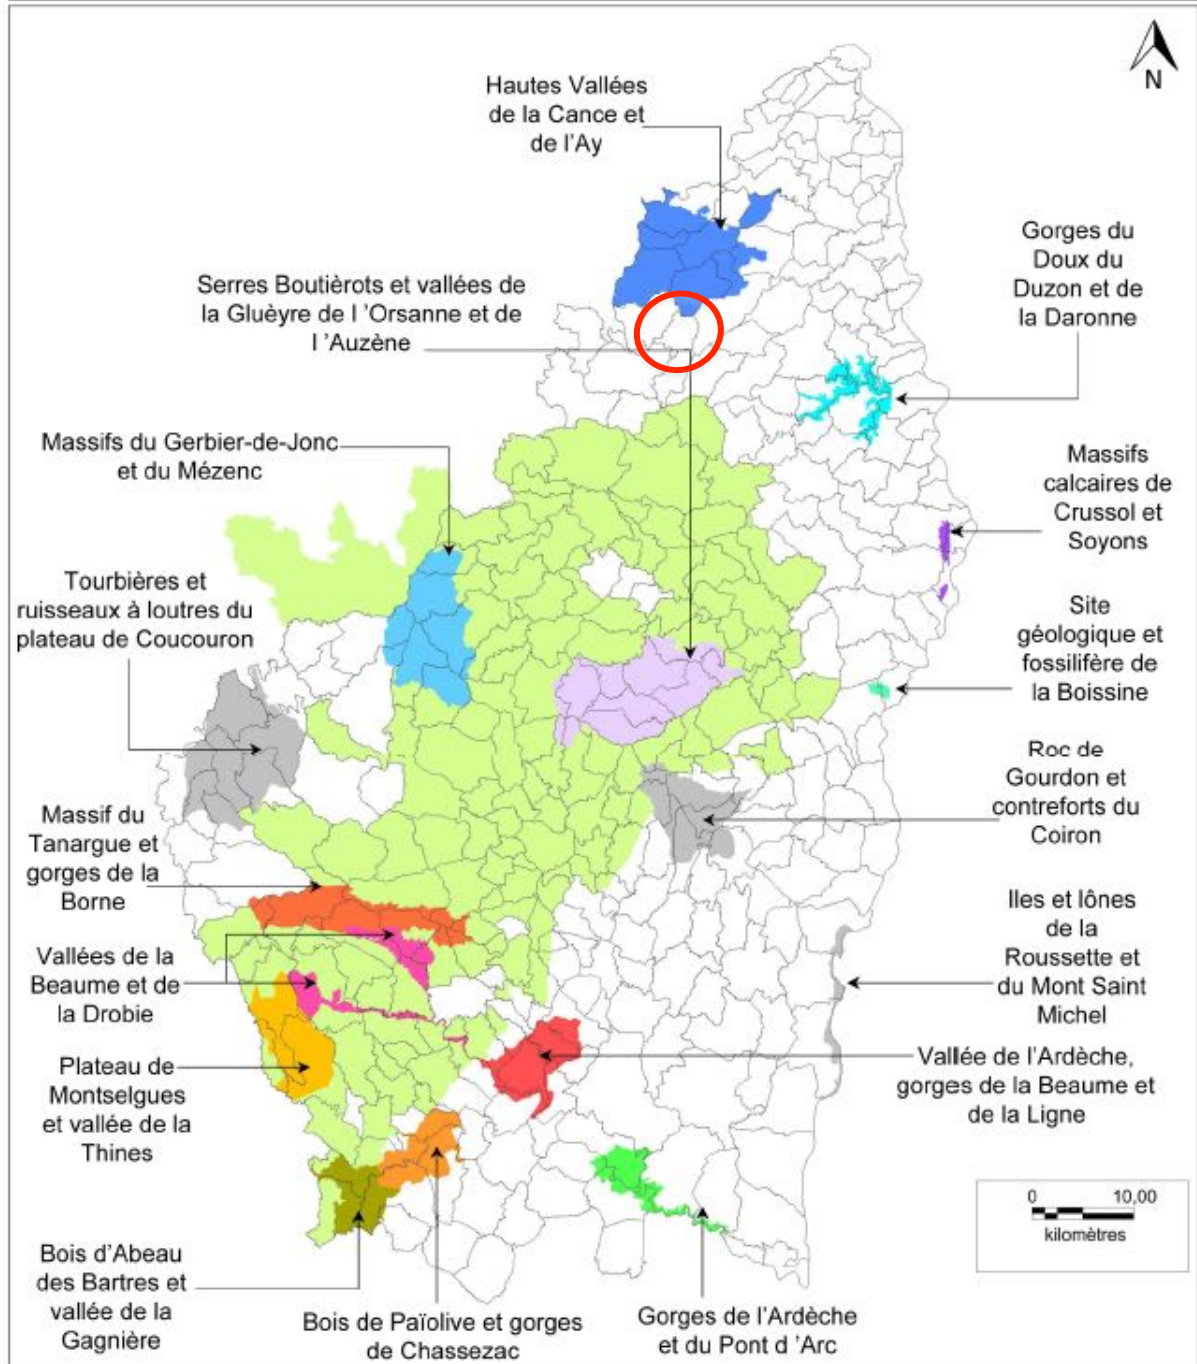 N
Hautes Vallées
de la Cance et
de l'Ay
Gorges du
Doux du
Duzon et de
la Daronne
Serres Boutièrots et vallées de
la Gluèyre de l 'Orsanne et de
l 'Auzène
Massifs du Gerbier-de-Jonc
et du Mézenc
Massifs
calcaires de
Crussol et
Soyons
Tourbières et
ruisseaux à loutres du
plateau de Coucouron
Site
géologique et
fossilifère de
la Boissine
Roc de
Gourdon et
contreforts du
Coiron
Massif du
Tanargue et
gorges de la
Borne
Iles et lônes
de la
Roussette et
du Mont Saint
Michel
Vallées de la
Beaume et de
la Drobie
Vallée de l'Ardèche,
gorges de la Beaume et
de la Ligne
Plateau de
Montselgues
et vallée de la
Thines
0 10,00
kilomètres
Bois d'Abeau
des Bartres et
vallée de la
Gagnière
Bois de Païolive et gorges
de Chassezac
Gorges de l'Ardèche
et du Pont d 'Arc